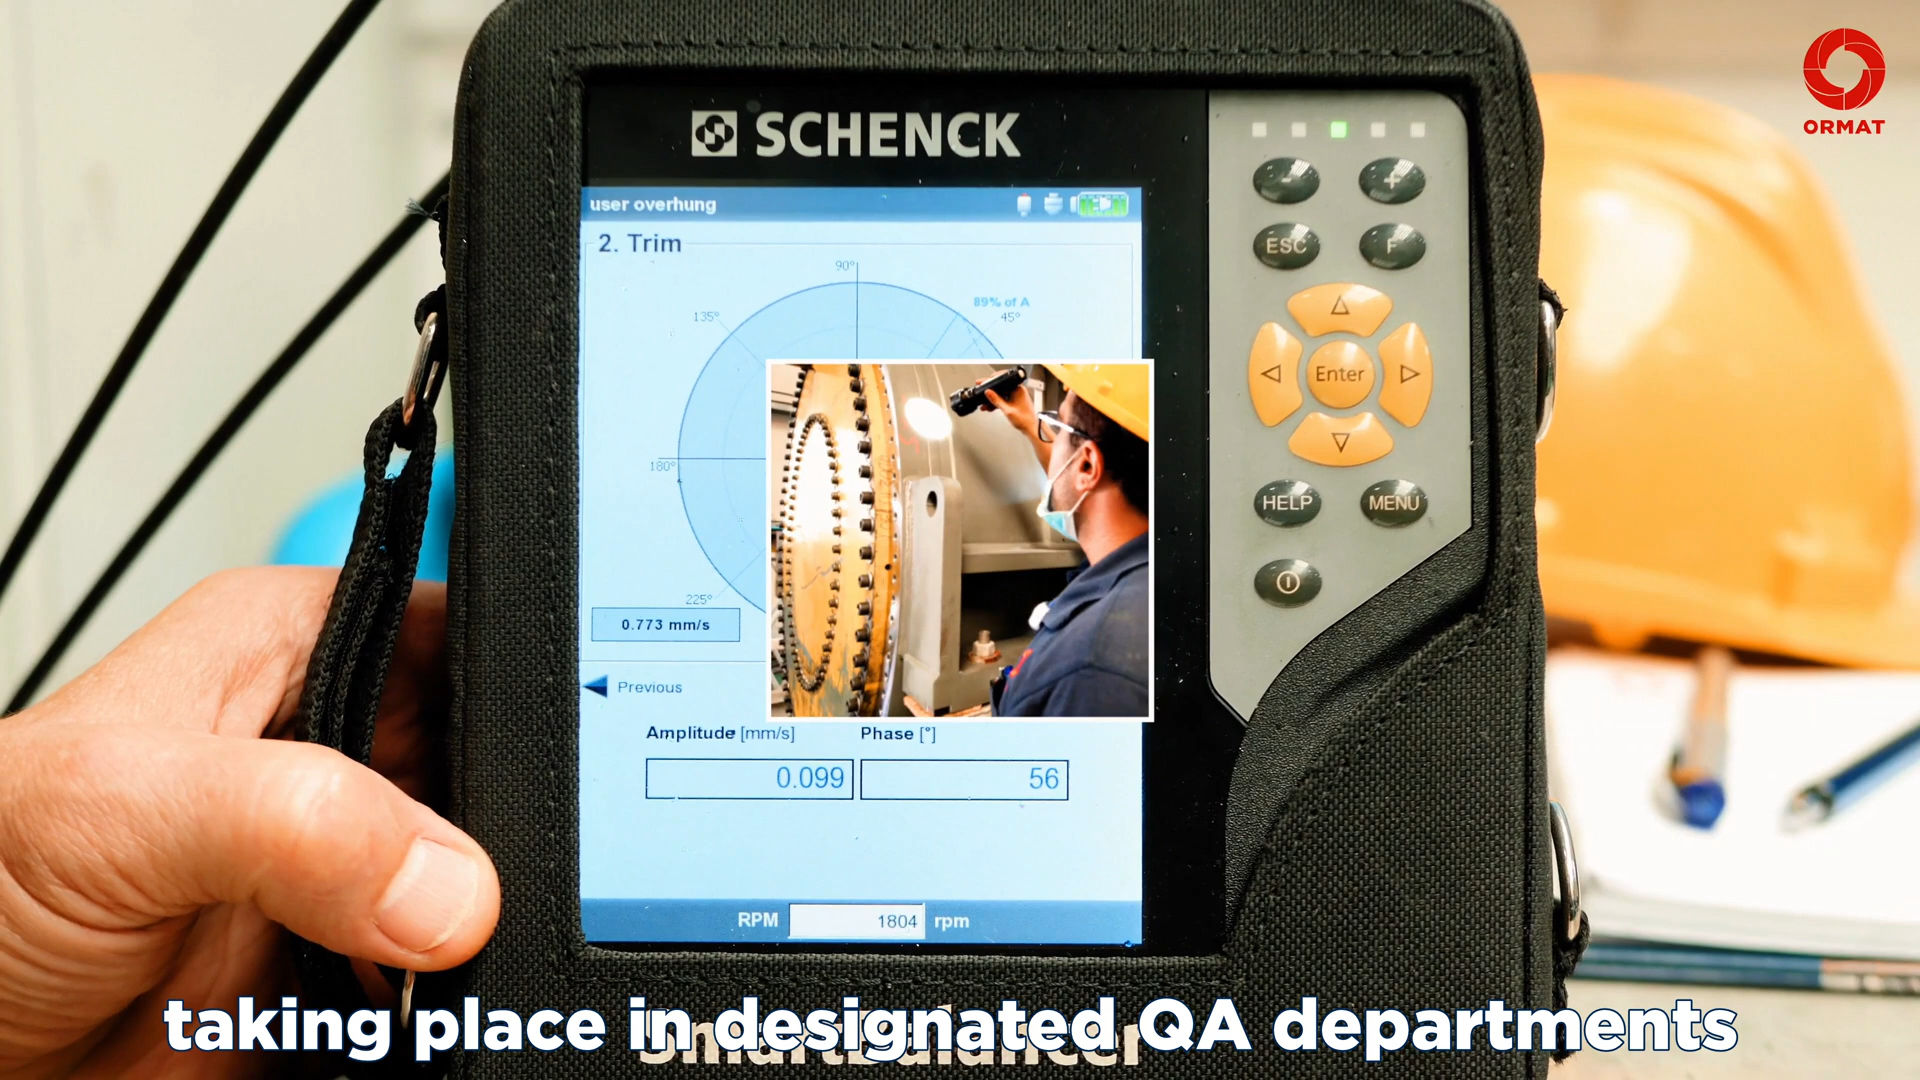 ORMAT
SCHENCK
user overhung
2. Trim
90°
89% of A
45°
135°
180°
225°
0.773 mm/s
Previous
Amplitude [mm/s]
Phase [°]
0.099
56
RPM 1804 rpm
- +
ESC F
Enter
HELP MENU
SmartBalancer
taking place in designated QA departments